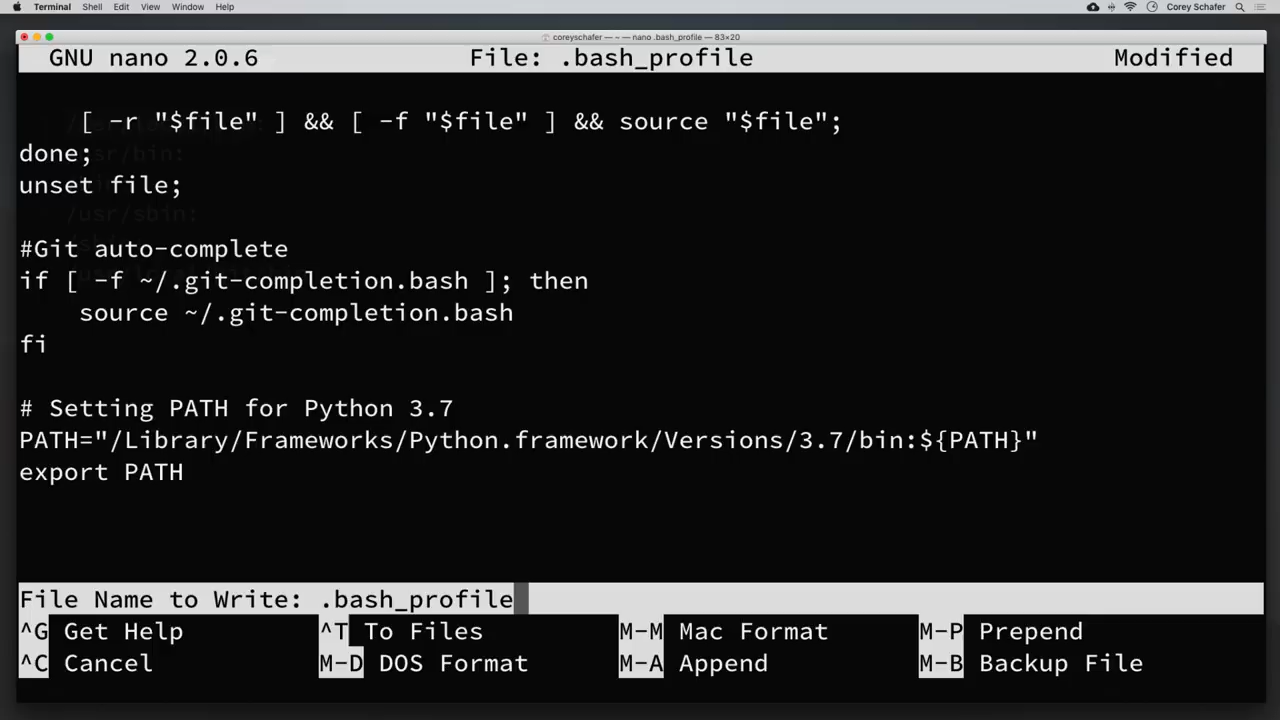 Terminal Shell Edit View Window Help Corey Schafer
coreyschafer — ~ — nano .bash_profile — 83×20
GNU nano 2.0.6 File: .bash_profile Modified
[ -r "$file" ] && [ -f "$file" ] && source "$file";
done;
unset file;
/usr/sbin:
#Git auto-complete
if [ -f ~/.git-completion.bash ]; then
source ~/.git-completion.bash
fi
# Setting PATH for Python 3.7
PATH="/Library/Frameworks/Python.framework/Versions/3.7/bin:${PATH}"
export PATH
File Name to Write: .bash_profile
^G Get Help ^T To Files M-M Mac Format M-P Prepend
^C Cancel M-D DOS Format M-A Append M-B Backup File